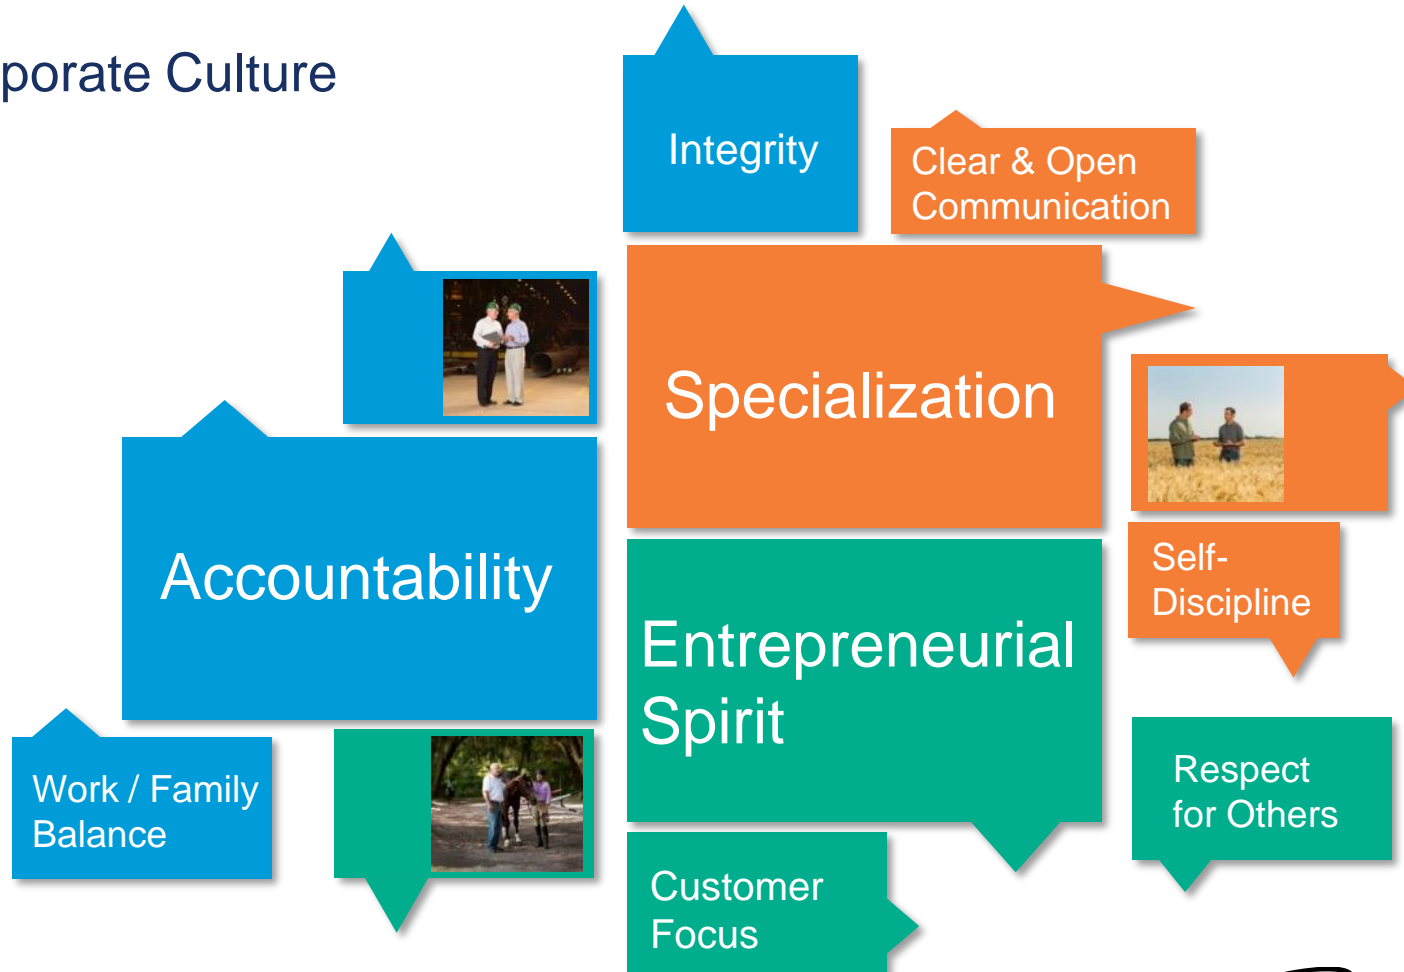 porate Culture
Integrity
Clear & Open
Communication
Specialization
Accountability
Self-
Discipline
Entrepreneurial
Spirit
Work / Family
Balance
Respect
for Others
Customer
Focus